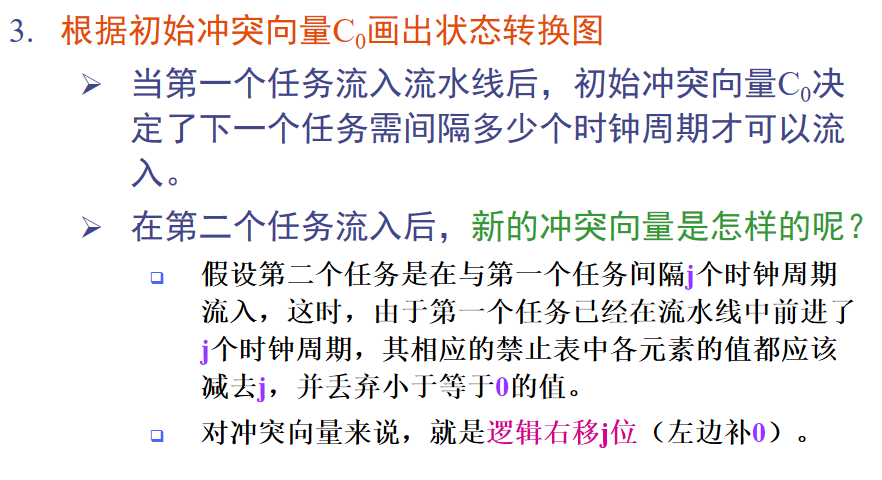 3. 根据初始冲突向量C₀画出状态转换图
➢ 当第一个任务流入流水线后，初始冲突向量C₀决
定了下一个任务需间隔多少个时钟周期才可以流
入。
➢ 在第二个任务流入后，新的冲突向量是怎样的呢？
❑ 假设第二个任务是在与第一个任务间隔j个时钟周期
流入，这时，由于第一个任务已经在流水线中前进了
j个时钟周期，其相应的禁止表中各元素的值都应该
减去j，并丢弃小于等于0的值。
❑ 对冲突向量来说，就是逻辑右移j位（左边补0）。